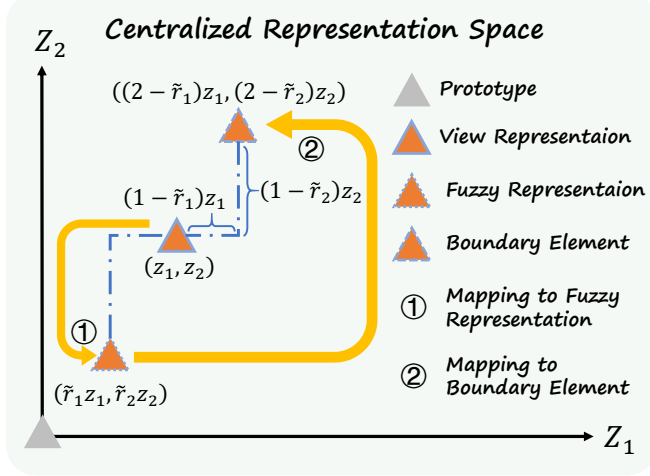 Centralized Representation Space
Z₂
((2 − r̃₁)z₁, (2 − r̃₂)z₂)
②
(1 − r̃₁)z₁
(1 − r̃₂)z₂
(z₁, z₂)
①
(r̃₁z₁, r̃₂z₂)
Z₁
Prototype
View Representaion
Fuzzy Representaion
Boundary Element
① Mapping to Fuzzy
Representation
② Mapping to
Boundary Element